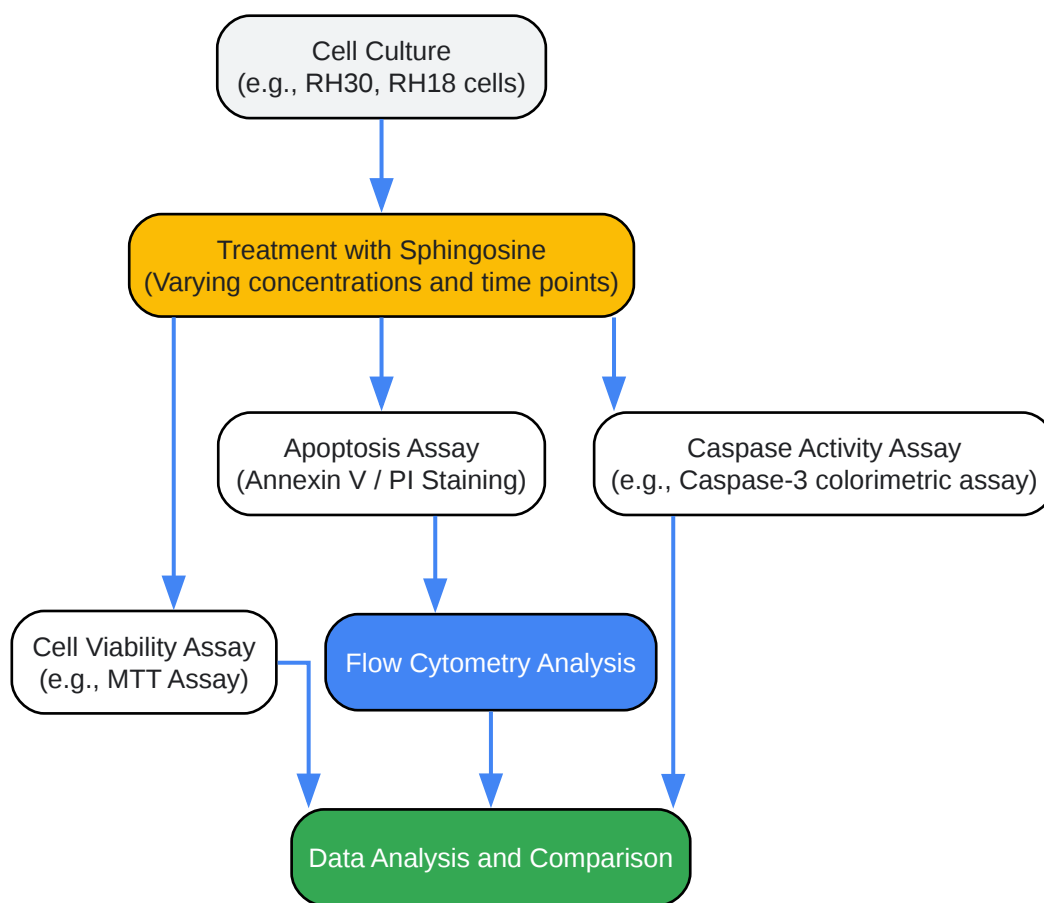 Cell Culture
(e.g., RH30, RH18 cells)
Treatment with Sphingosine
(Varying concentrations and time points)
Apoptosis Assay
(Annexin V / PI Staining)
Caspase Activity Assay
(e.g., Caspase-3 colorimetric assay)
Cell Viability Assay
(e.g., MTT Assay)
Flow Cytometry Analysis
Data Analysis and Comparison